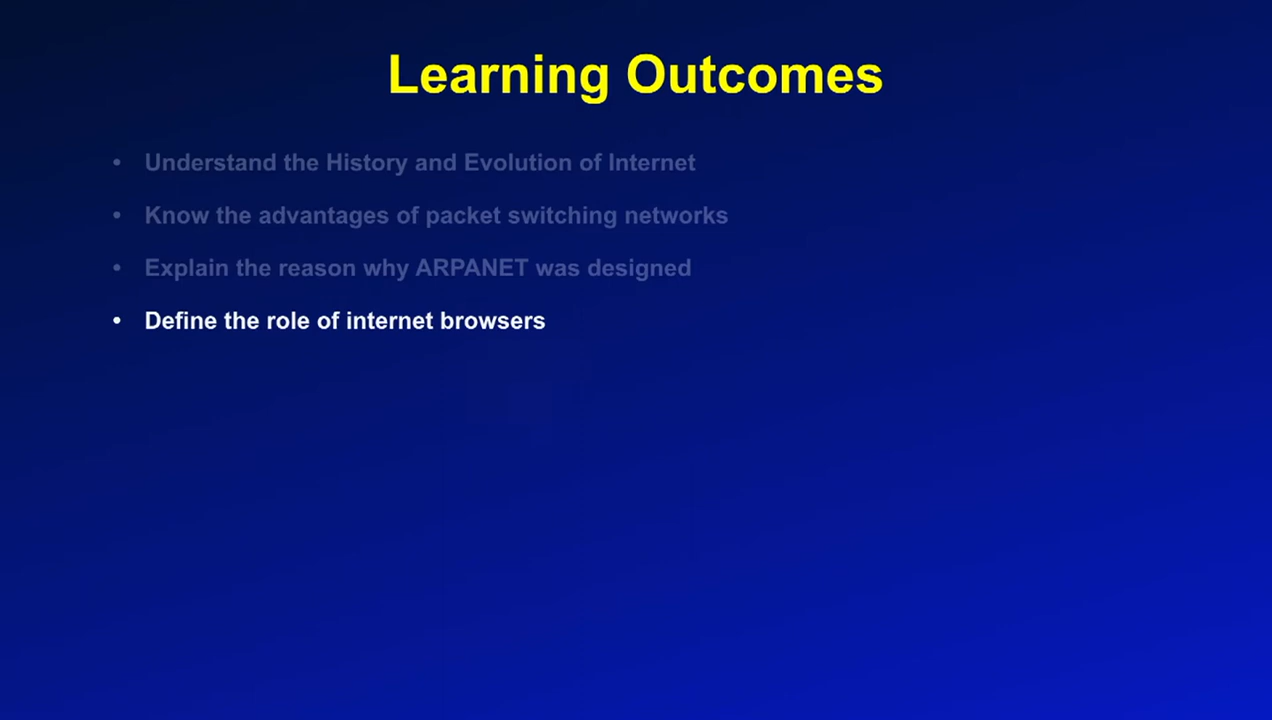 Learning Outcomes
• Understand the History and Evolution of Internet
• Know the advantages of packet switching networks
• Explain the reason why ARPANET was designed
• Define the role of internet browsers